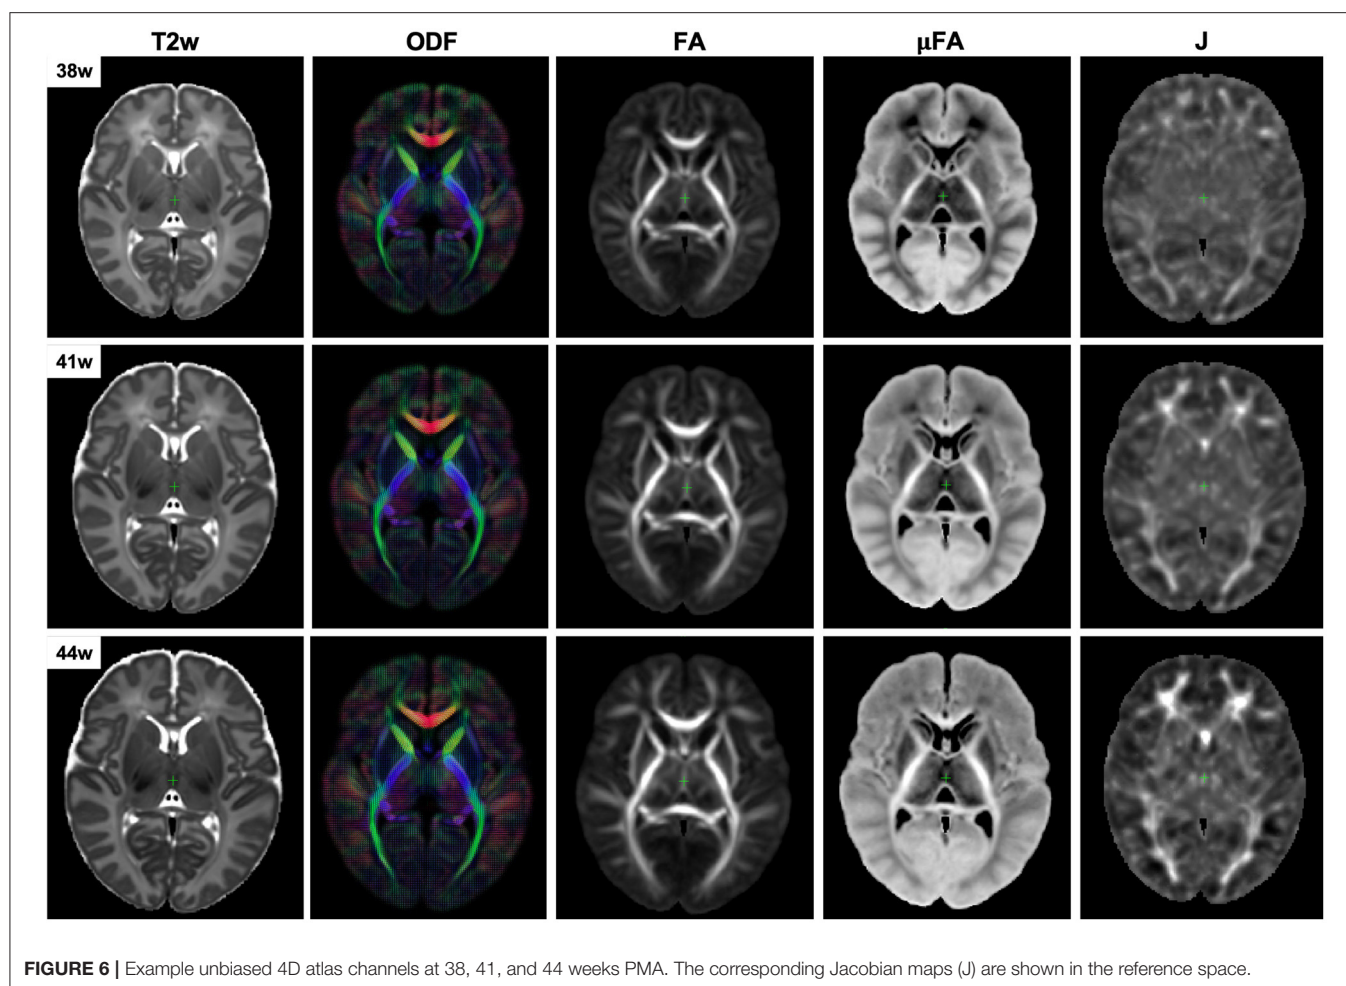 T2w ODF FA μFA J
38w
41w
44w
FIGURE 6 | Example unbiased 4D atlas channels at 38, 41, and 44 weeks PMA. The corresponding Jacobian maps (J) are shown in the reference space.